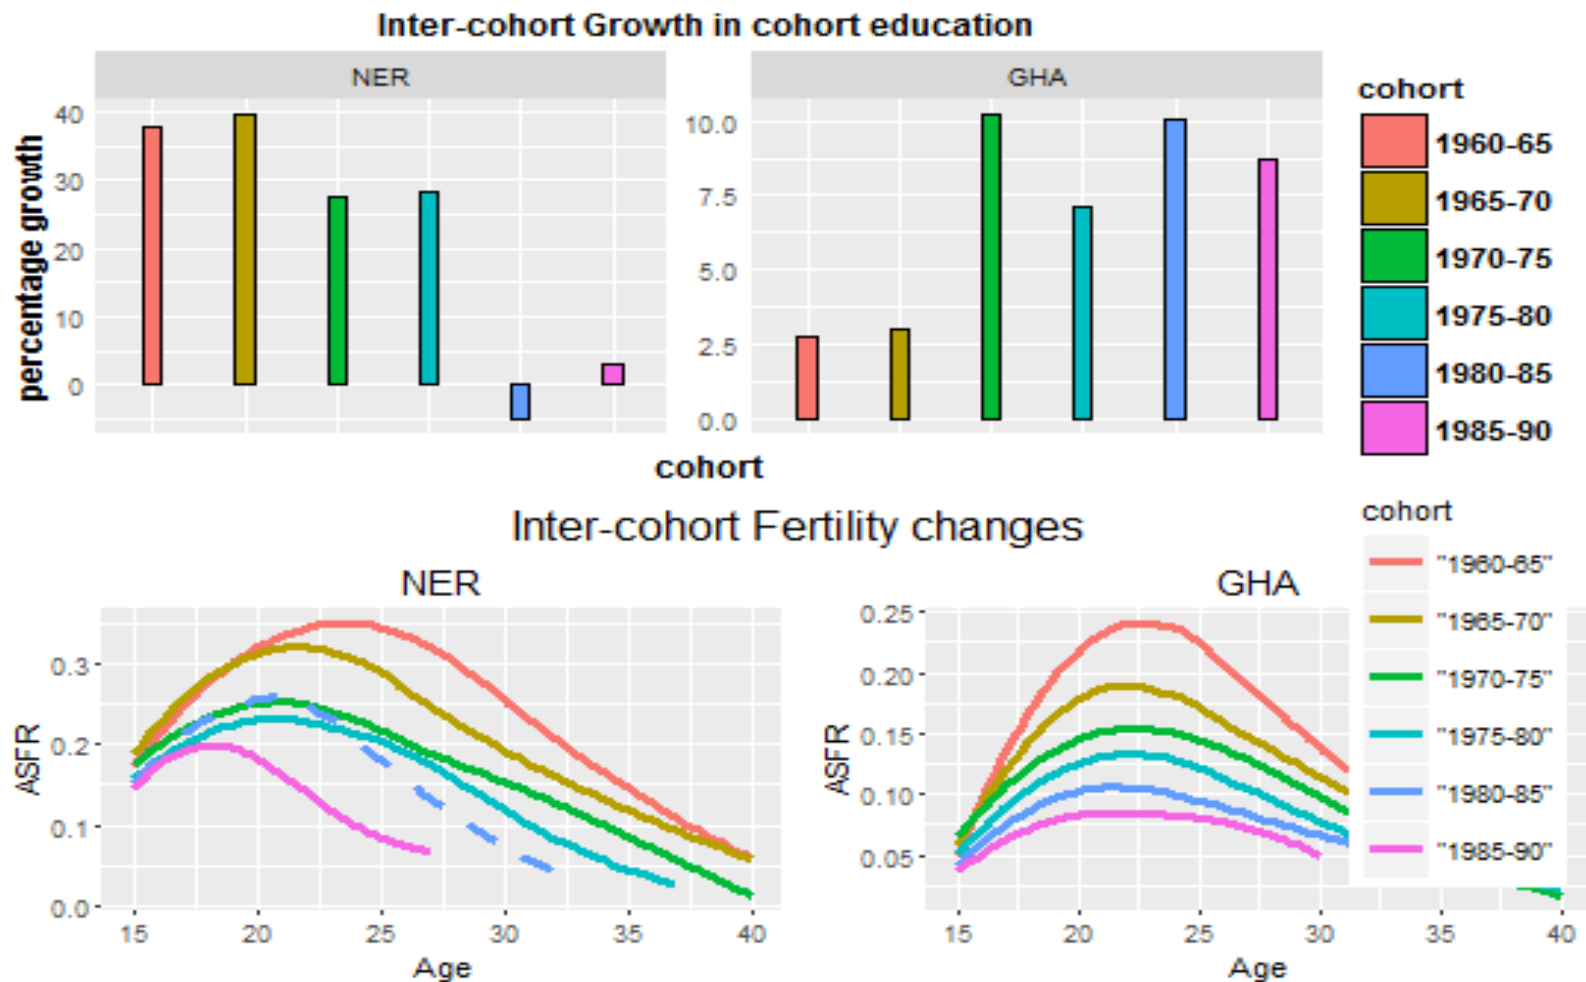 Inter-cohort Growth in cohort education
NER
GHA
percentage growth
40
30
20
10
0
10.0
7.5
5.0
2.5
0.0
cohort
cohort
1960-65
1965-70
1970-75
1975-80
1980-85
1985-90
Inter-cohort Fertility changes
NER
ASFR
0.3
0.2
0.1
0.0
15 20 25 30 35 40
Age
GHA
ASFR
0.25
0.20
0.15
0.10
0.05
15 20 25 30 35 40
Age
cohort
"1960-65"
"1965-70"
"1970-75"
"1975-80"
"1980-85"
"1985-90"